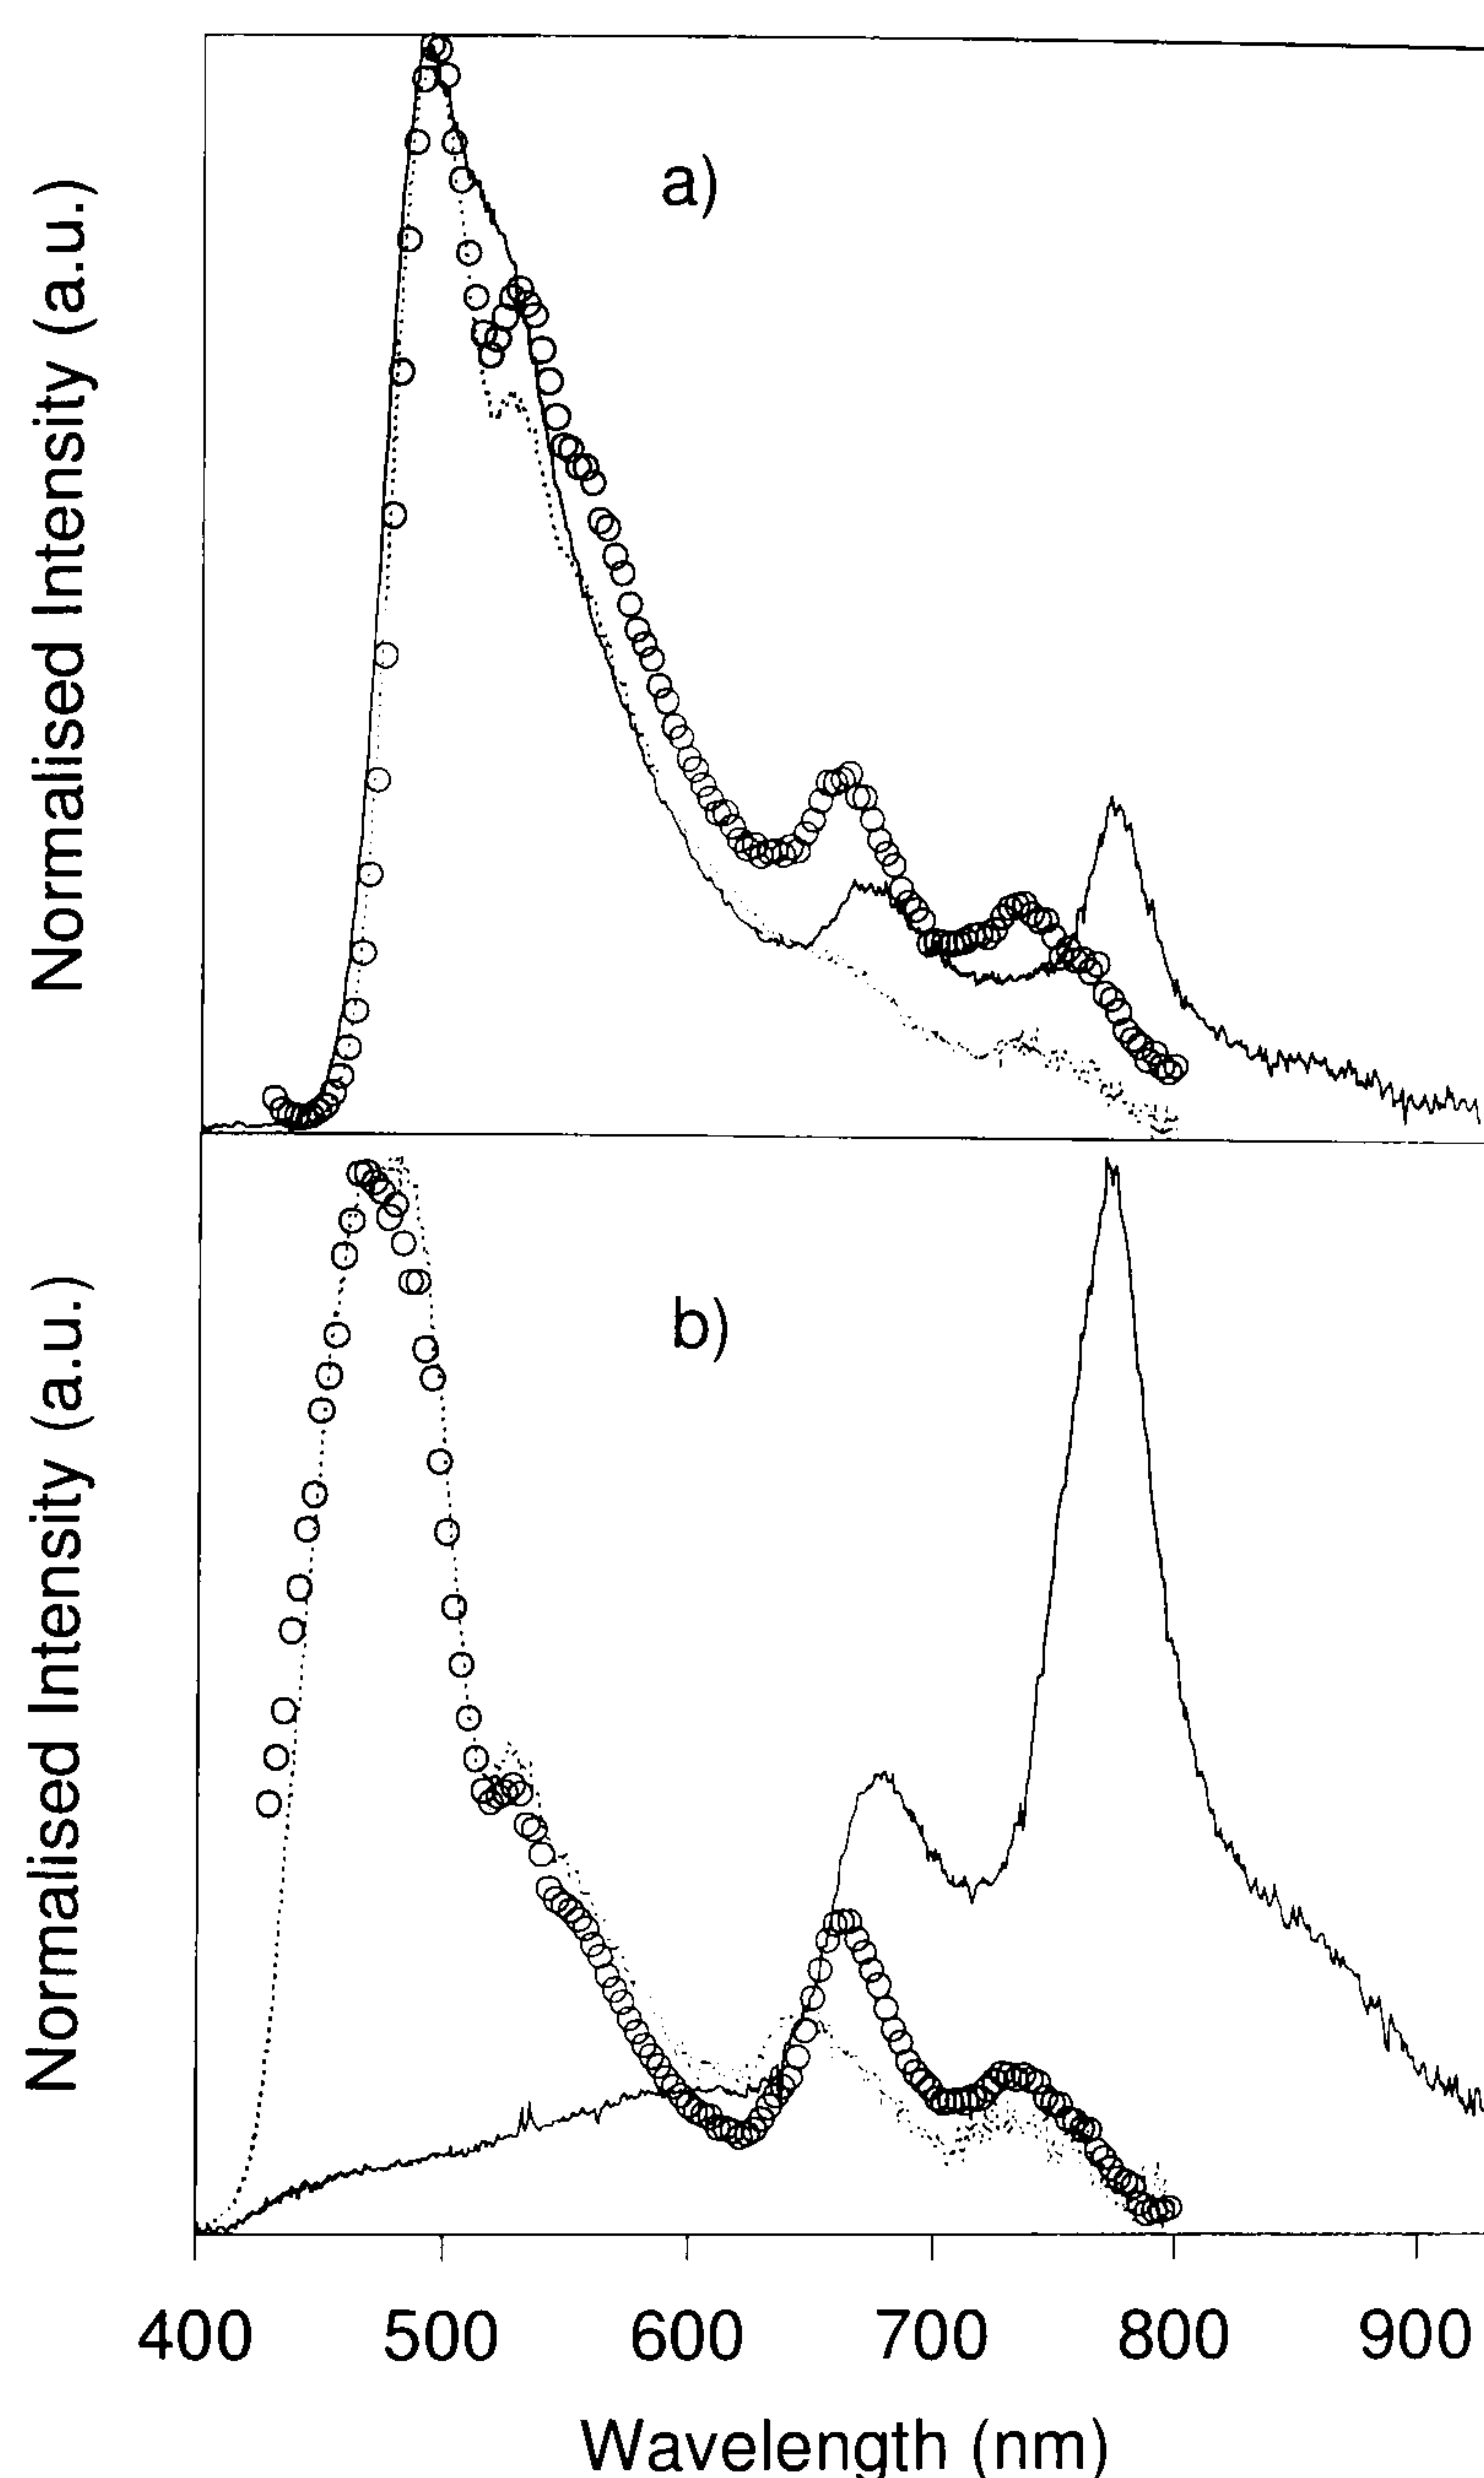 a)
Normalised Intensity (a.u.)
b)
Normalised Intensity (a.u.)
400 500 600 700 800 900
Wavelength (nm)